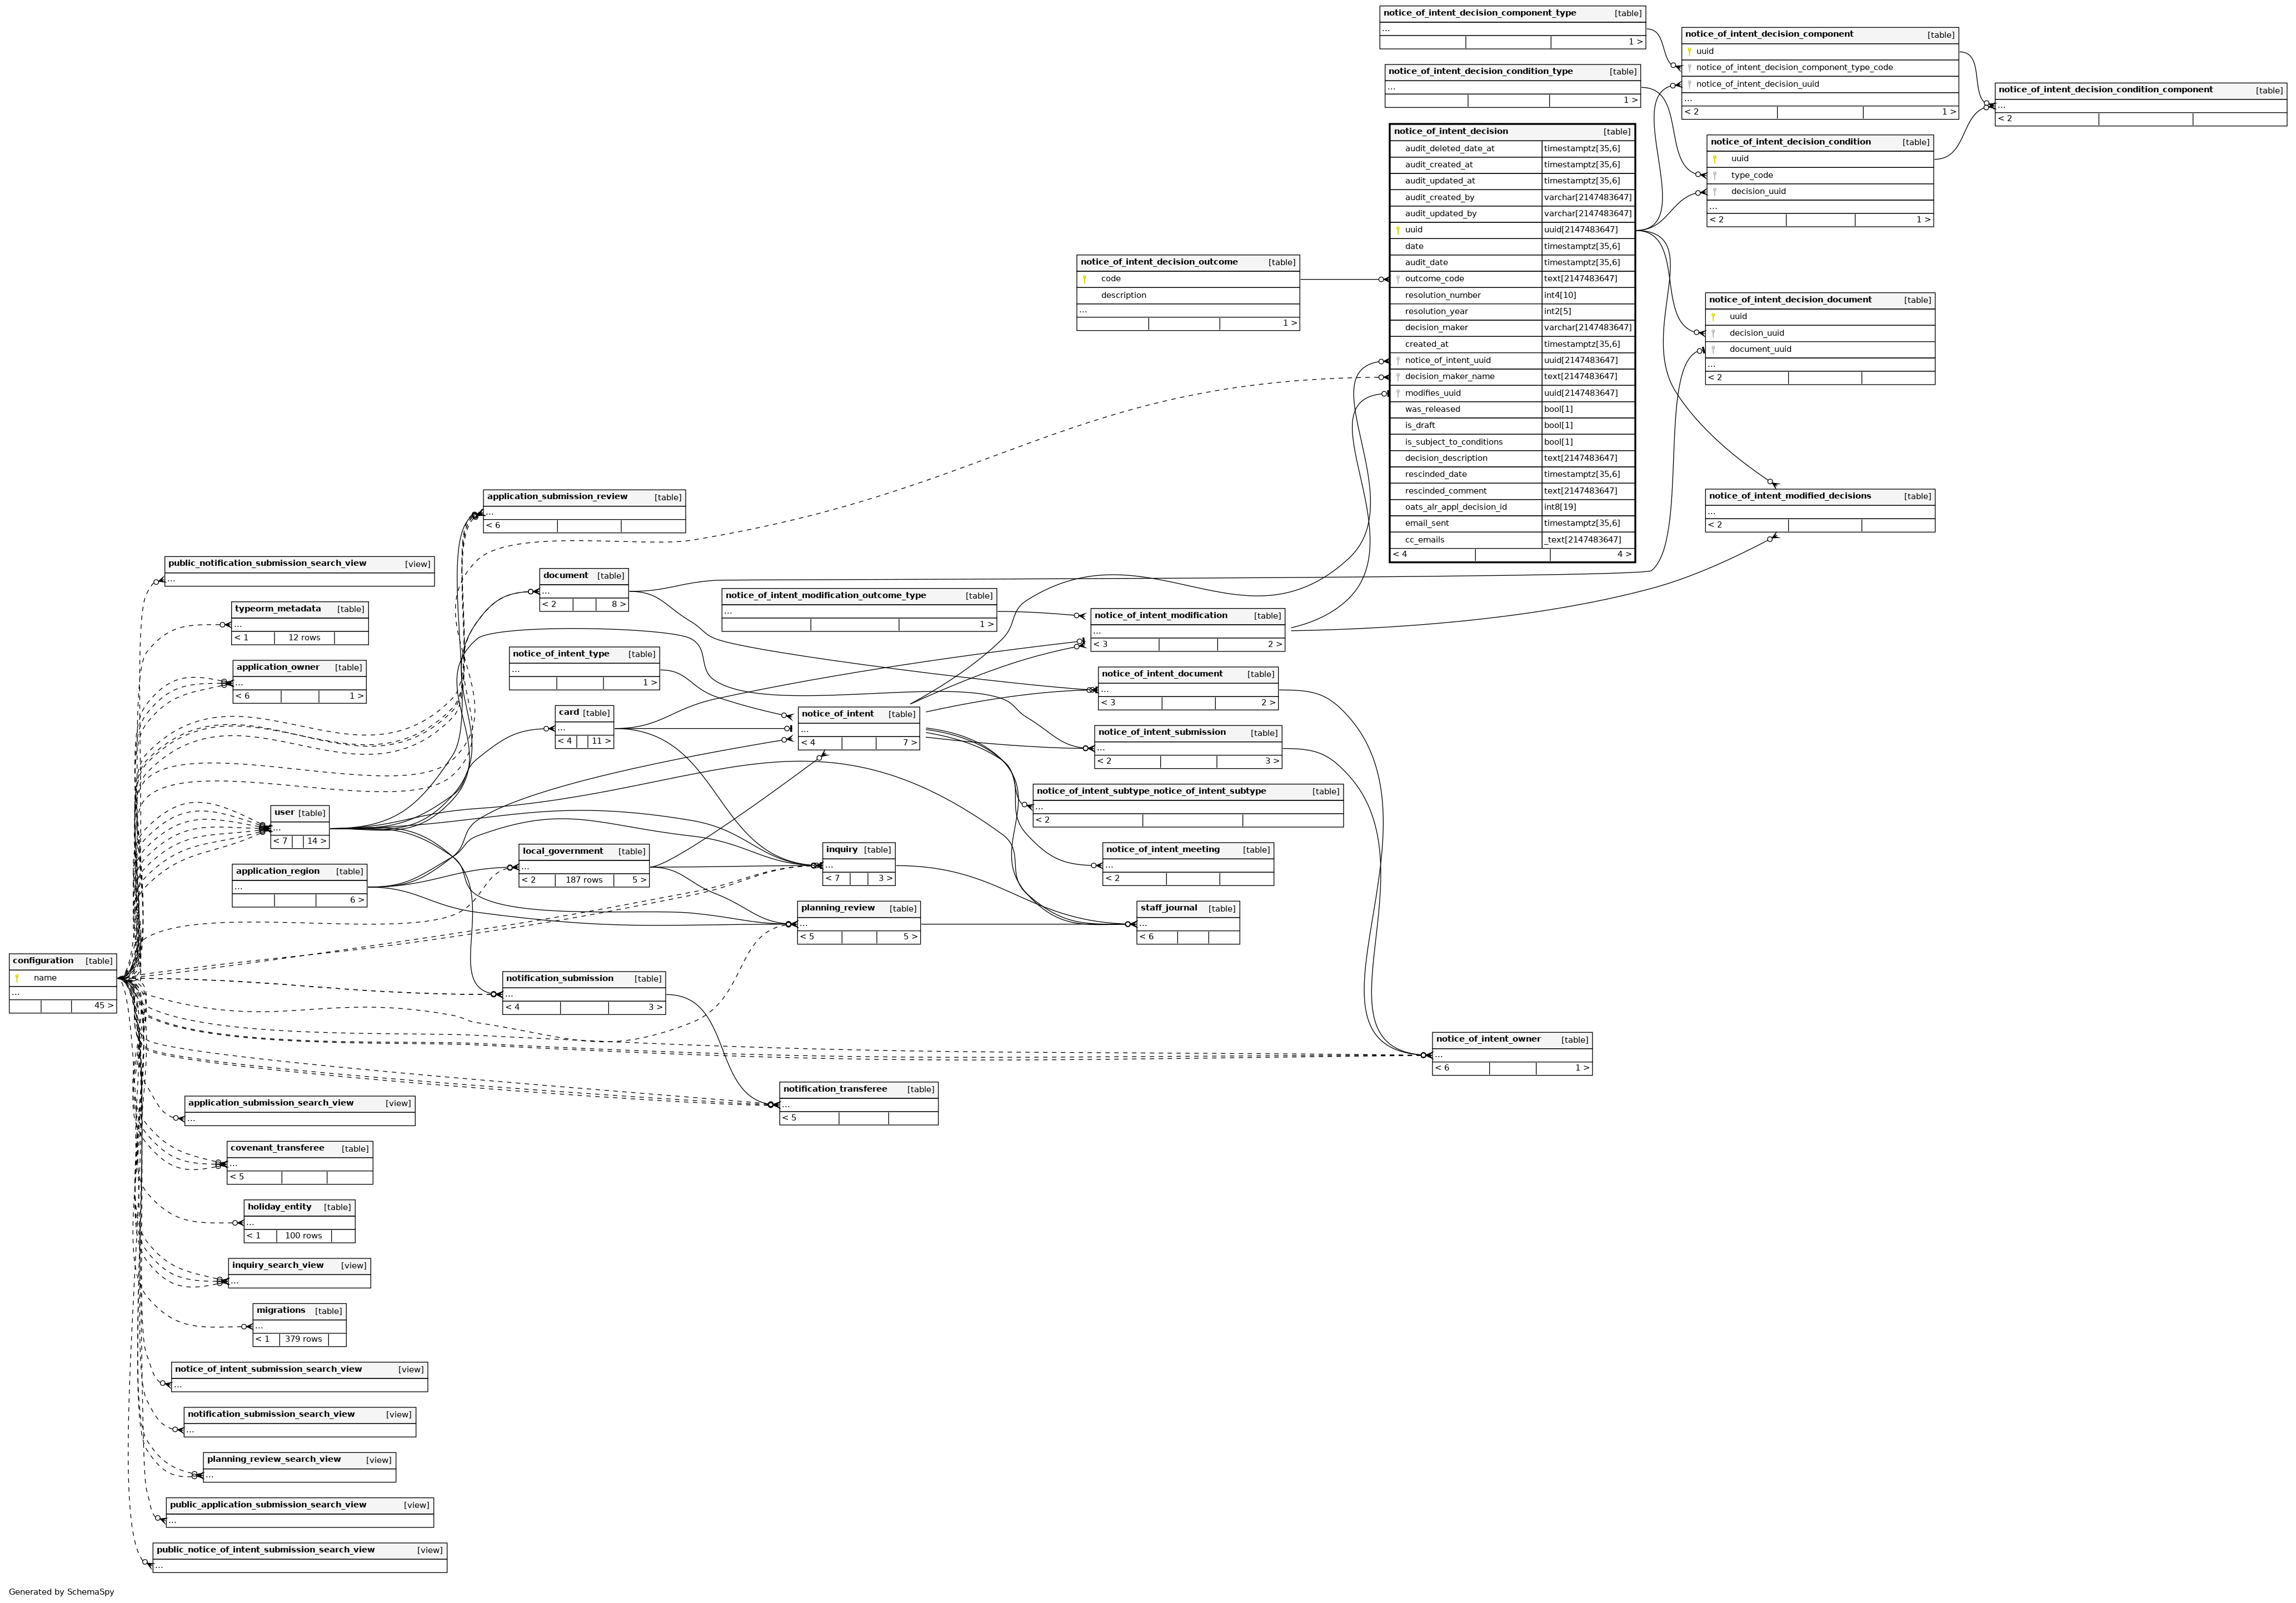 notice_of_intent_decision_component_type [table]
...
1 >
notice_of_intent_decision_component [table]
uuid
notice_of_intent_decision_component_type_code
notice_of_intent_decision_uuid
...
< 2 1 >
notice_of_intent_decision_condition_type [table]
...
1 >
notice_of_intent_decision_condition_component [table]
...
< 2
notice_of_intent_decision [table]
audit_deleted_date_at timestamptz[35,6]
audit_created_at timestamptz[35,6]
audit_updated_at timestamptz[35,6]
audit_created_by varchar[2147483647]
audit_updated_by varchar[2147483647]
uuid uuid[2147483647]
date timestamptz[35,6]
audit_date timestamptz[35,6]
outcome_code text[2147483647]
resolution_number int4[10]
resolution_year int2[5]
decision_maker varchar[2147483647]
created_at timestamptz[35,6]
notice_of_intent_uuid uuid[2147483647]
decision_maker_name text[2147483647]
modifies_uuid uuid[2147483647]
was_released bool[1]
is_draft bool[1]
is_subject_to_conditions bool[1]
decision_description text[2147483647]
rescinded_date timestamptz[35,6]
rescinded_comment text[2147483647]
oats_alr_appl_decision_id int8[19]
email_sent timestamptz[35,6]
cc_emails _text[2147483647]
< 4 4 >
notice_of_intent_decision_condition [table]
uuid
type_code
decision_uuid
...
< 2 1 >
notice_of_intent_decision_outcome [table]
code
description
...
1 >
notice_of_intent_decision_document [table]
uuid
decision_uuid
document_uuid
...
< 2
notice_of_intent_modified_decisions [table]
...
< 2
application_submission_review [table]
...
< 6
public_notification_submission_search_view [view]
...
document [table]
...
< 2 8 >
notice_of_intent_modification_outcome_type [table]
...
1 >
typeorm_metadata [table]
...
< 1 12 rows
notice_of_intent_modification [table]
...
< 3 2 >
notice_of_intent_type [table]
...
1 >
application_owner [table]
...
< 6 1 >
notice_of_intent_document [table]
...
< 3 2 >
card [table]
...
< 4 11 >
notice_of_intent [table]
...
< 4 7 >
notice_of_intent_submission [table]
...
< 2 3 >
notice_of_intent_subtype_notice_of_intent_subtype [table]
...
< 2
user [table]
...
< 7 14 >
local_government [table]
...
< 2 187 rows 5 >
inquiry [table]
...
< 7 3 >
notice_of_intent_meeting [table]
...
< 2
application_region [table]
...
6 >
planning_review [table]
...
< 5 5 >
staff_journal [table]
...
< 6
configuration [table]
name
...
45 >
notification_submission [table]
...
< 4 3 >
notice_of_intent_owner [table]
...
< 6 1 >
notification_transferee [table]
...
< 5
application_submission_search_view [view]
...
covenant_transferee [table]
...
< 5
holiday_entity [table]
...
< 1 100 rows
inquiry_search_view [view]
...
migrations [table]
...
< 1 379 rows
notice_of_intent_submission_search_view [view]
...
notification_submission_search_view [view]
...
planning_review_search_view [view]
...
public_application_submission_search_view [view]
...
public_notice_of_intent_submission_search_view [view]
...
Generated by SchemaSpy